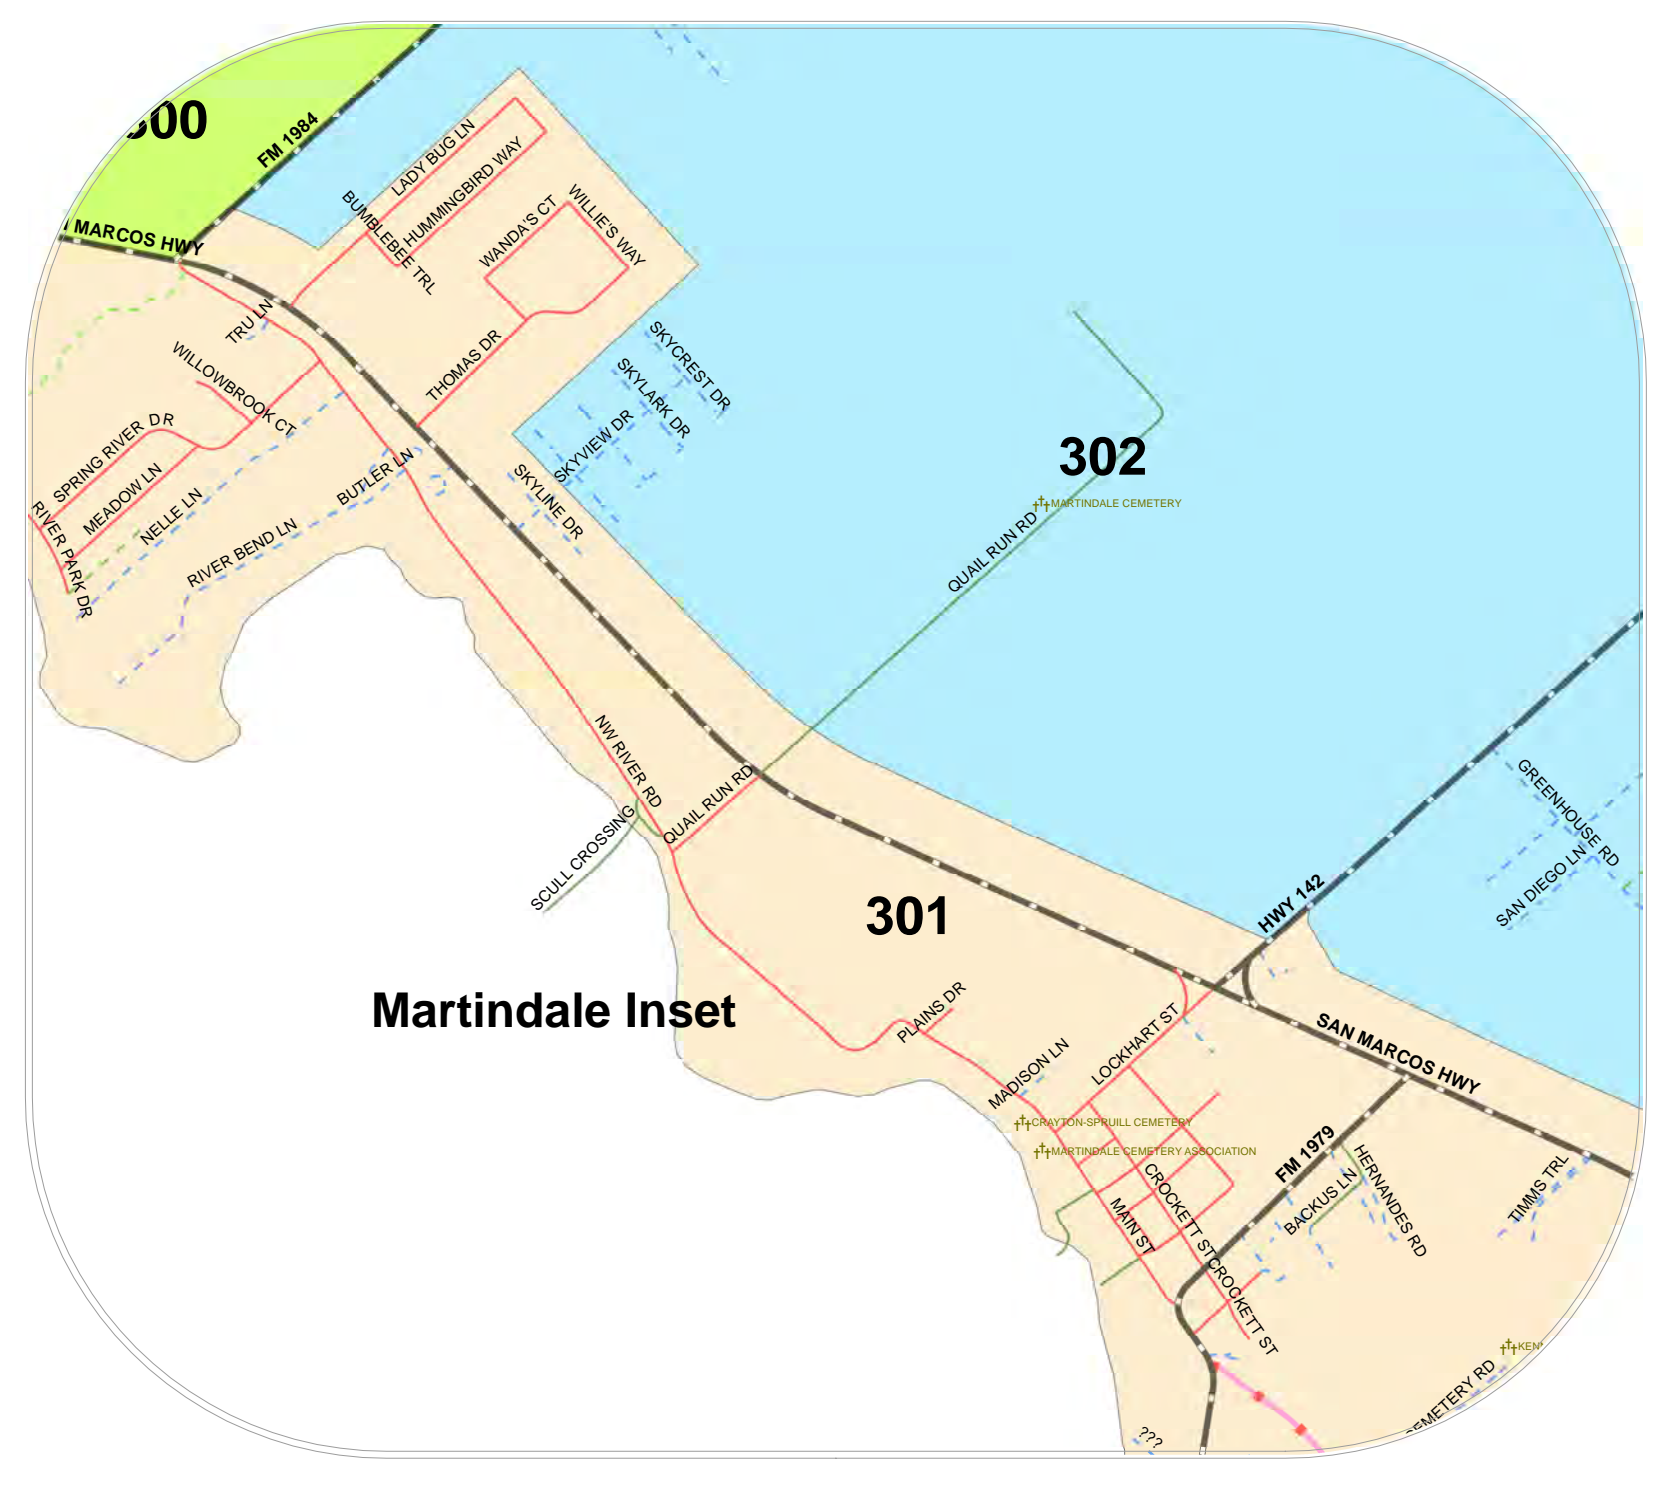 300
FM 1984
MARCOS HWY
LADY BUG LN
HUMMINGBIRD WAY
BUMBLEBEE TRL
WANDA'S CT
WILLIE'S WAY
TRU LN
WILLOWBROOK CT
THOMAS DR
SKYCREST DR
SKYLARK DR
SKYVIEW DR
SKYLINE DR
SPRING RIVER DR
MEADOW LN
NELLE LN
BUTLER LN
RIVER BEND LN
RIVER PARK DR
302
MARTINDALE CEMETERY
QUAIL RUN RD
NW RIVER RD
QUAIL RUN RD
SCULL CROSSING
GREENHOUSE RD
SAN DIEGO LN
HWY 142
301
Martindale Inset
PLAINS DR
MADISON LN
LOCKHART ST
SAN MARCOS HWY
CRAYTON-SPRUILL CEMETERY
MARTINDALE CEMETERY ASSOCIATION
FM 1979
CROCKETT ST
MAIN ST
BACKUS LN
HERNANDES RD
TIMMS TRL
CROCKETT ST
KEN
CEMETERY RD
???